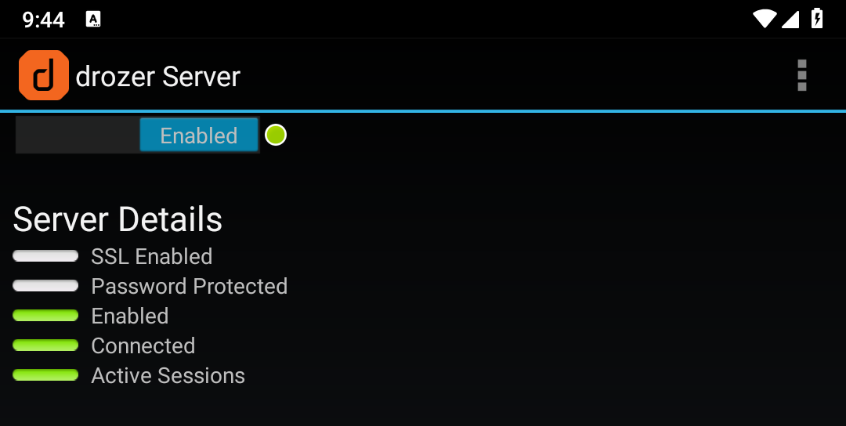 9:44
drozer Server
Enabled
Server Details
SSL Enabled
Password Protected
Enabled
Connected
Active Sessions